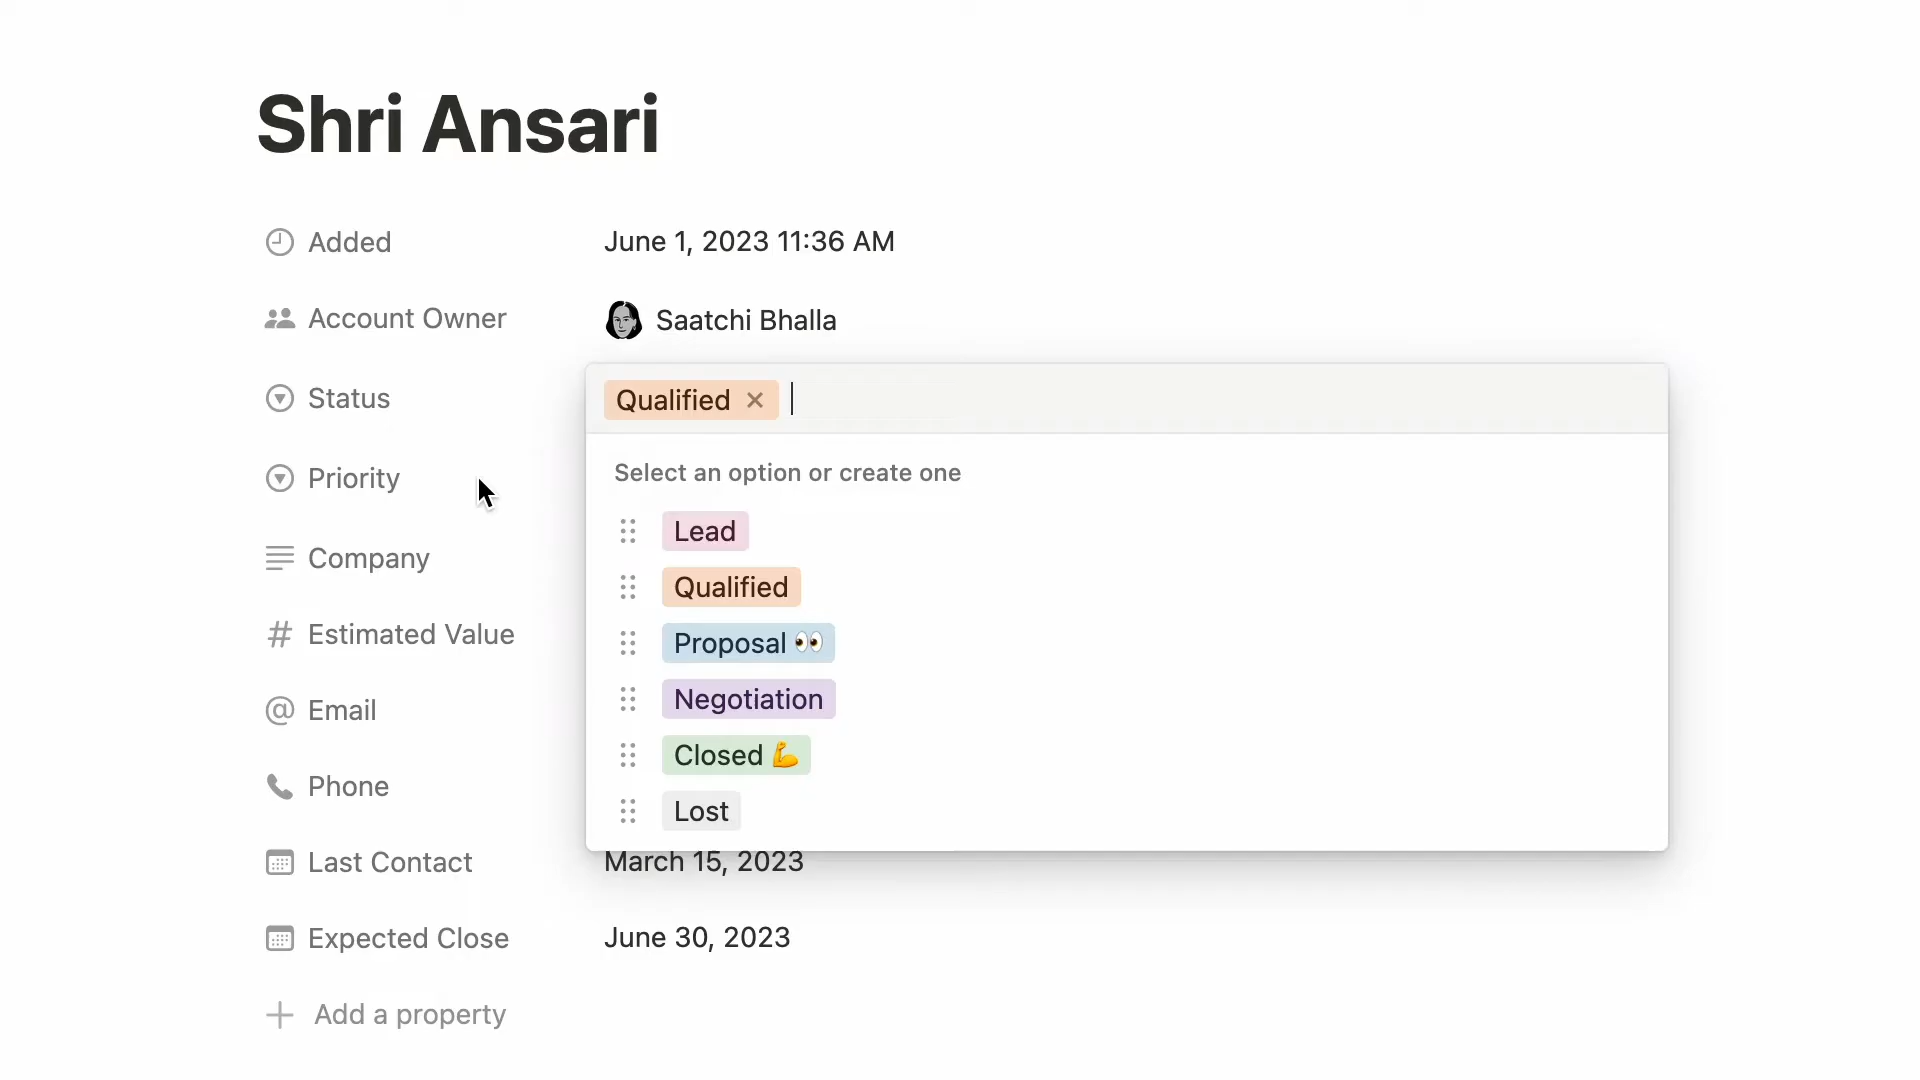 Shri Ansari
Added June 1, 2023 11:36 AM
Account Owner Saatchi Bhalla
Status Qualified
Select an option or create one
Priority
Lead
Company
Qualified
Estimated Value
Proposal 👀
Email
Negotiation
Phone
Closed 💪
Lost
Last Contact March 15, 2023
Expected Close June 30, 2023
Add a property